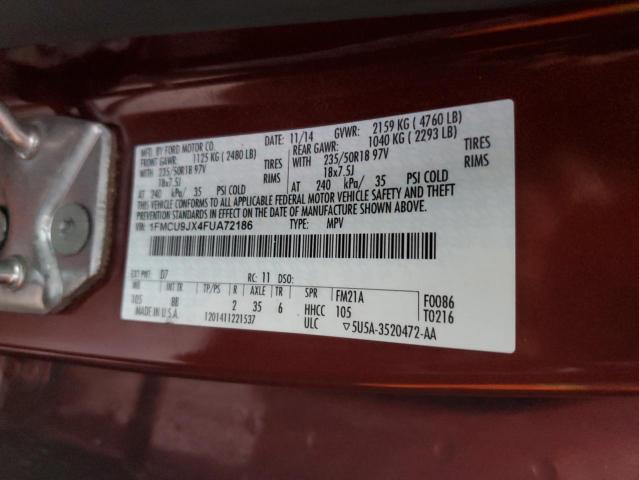 MFD. BY FORD MOTOR CO. DATE: 11/14 GVWR: 2159 KG ( 4760 LB)
FRONT GAWR: 1125 KG ( 2480 LB) REAR GAWR: 1040 KG ( 2293 LB)
WITH 235/50R18 97V TIRES WITH 235/50R18 97V TIRES
18x7.5J RIMS 18x7.5J RIMS
AT 240 kPa/ 35 PSI COLD AT 240 kPa/ 35 PSI COLD
THIS VEHICLE CONFORMS TO ALL APPLICABLE FEDERAL MOTOR VEHICLE SAFETY AND THEFT
PREVENTION STANDARDS IN EFFECT ON THE DATE OF MANUFACTURE SHOWN ABOVE.
VIN: 1FMCU9JX4FUA72186 TYPE: MPV
EXT PNT: D7 RC: 11 DSO:
WB INT TR TP/PS R AXLE TR SPR FM21A F0086
105 BB 2 35 6 HHCC 105 T0216
MADE IN U.S.A. 1201411221537 ULC ▽5U5A-3520472-AA